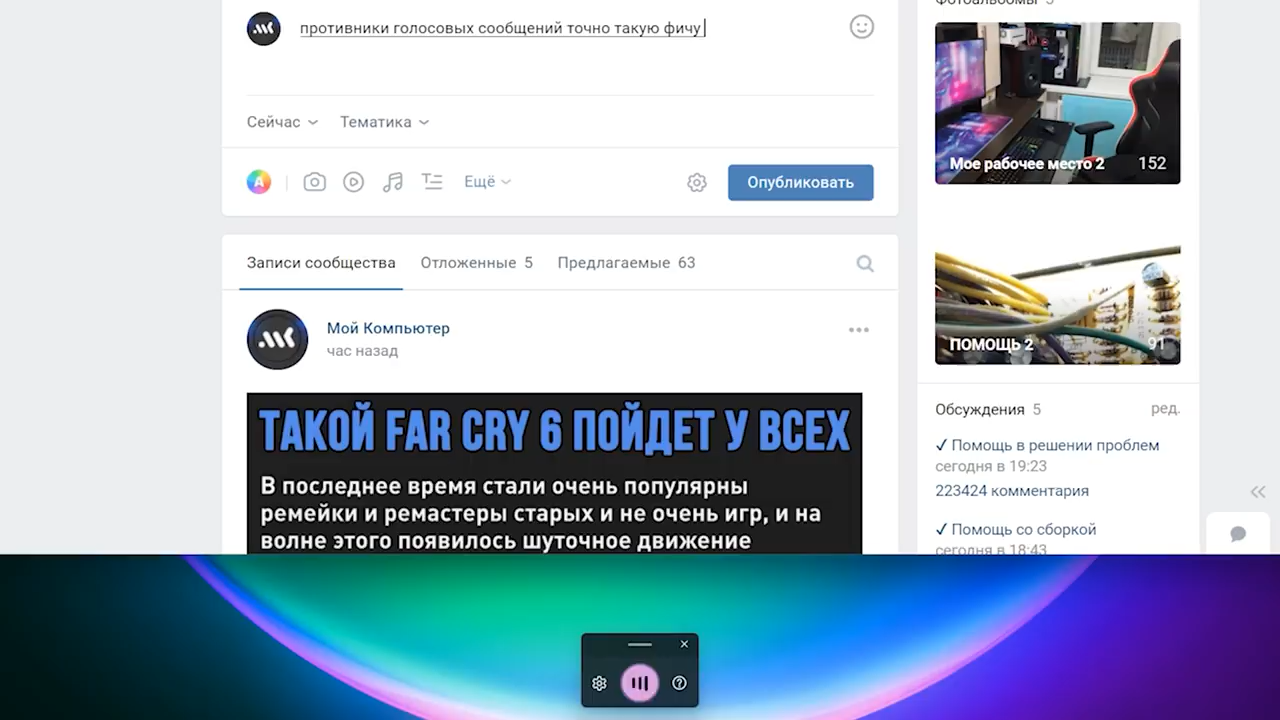 противники голосовых сообщений точно такую фичу
Сейчас
Тематика
Ещё
Опубликовать
Записи сообщества
Отложенные 5
Предлагаемые 63
Мой Компьютер
час назад
ТАКОЙ FAR CRY 6 ПОЙДЕТ У ВСЕХ
В последнее время стали очень популярны
ремейки и ремастеры старых и не очень игр, и на
волне этого появилось шуточное движение
Фотоальбомы 5
Мое рабочее место 2 152
ПОМОЩЬ 2 91
Обсуждения 5 ред.
✓ Помощь в решении проблем
сегодня в 19:23
223424 комментария
✓ Помощь со сборкой
сегодня в 18:43